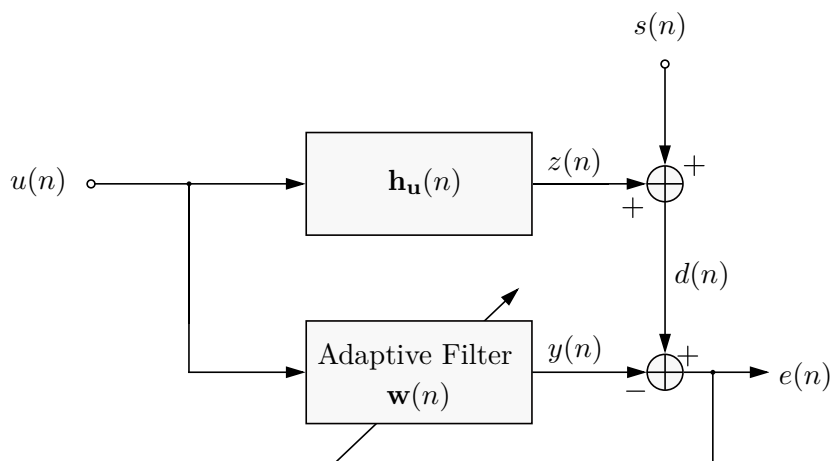 s(n)
u(n)
h_u(n)
z(n)
+
+
d(n)
Adaptive Filter
w(n)
y(n)
+
−
e(n)